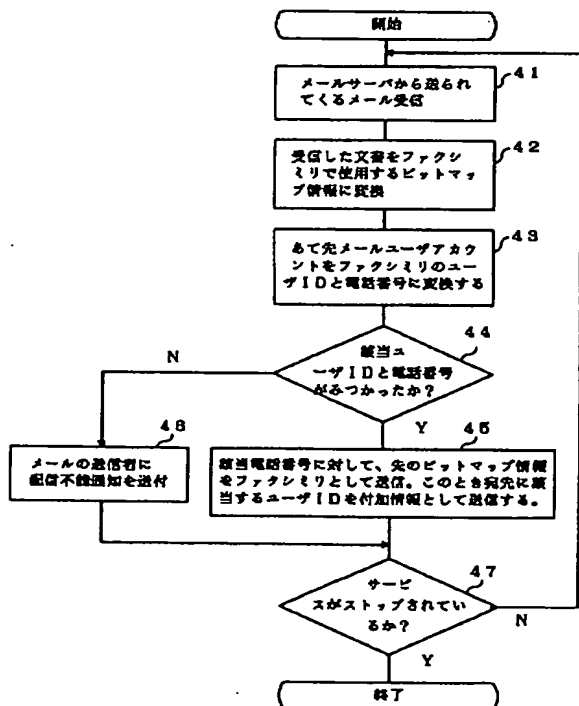 開始
41
メールサーバから送られ
てくるメール受信
42
受信した文書をファクシ
ミリで使用するビットマッ
プ情報に変換
43
あて先メールユーザアカウ
ントをファクシミリのユー
ザIDと電話番号に変換する
44
該当ユ
ーザIDと電話番号
がみつかったか?
N
Y
46
メールの送信者に
配信不能通知を送付
45
該当電話番号に対して、先のビットマップ情報
をファクシミリとして送信。このとき宛先に該
当するユーザIDを付加情報として送信する。
47
サービ
スがストップされてい
るか?
N
Y
終了